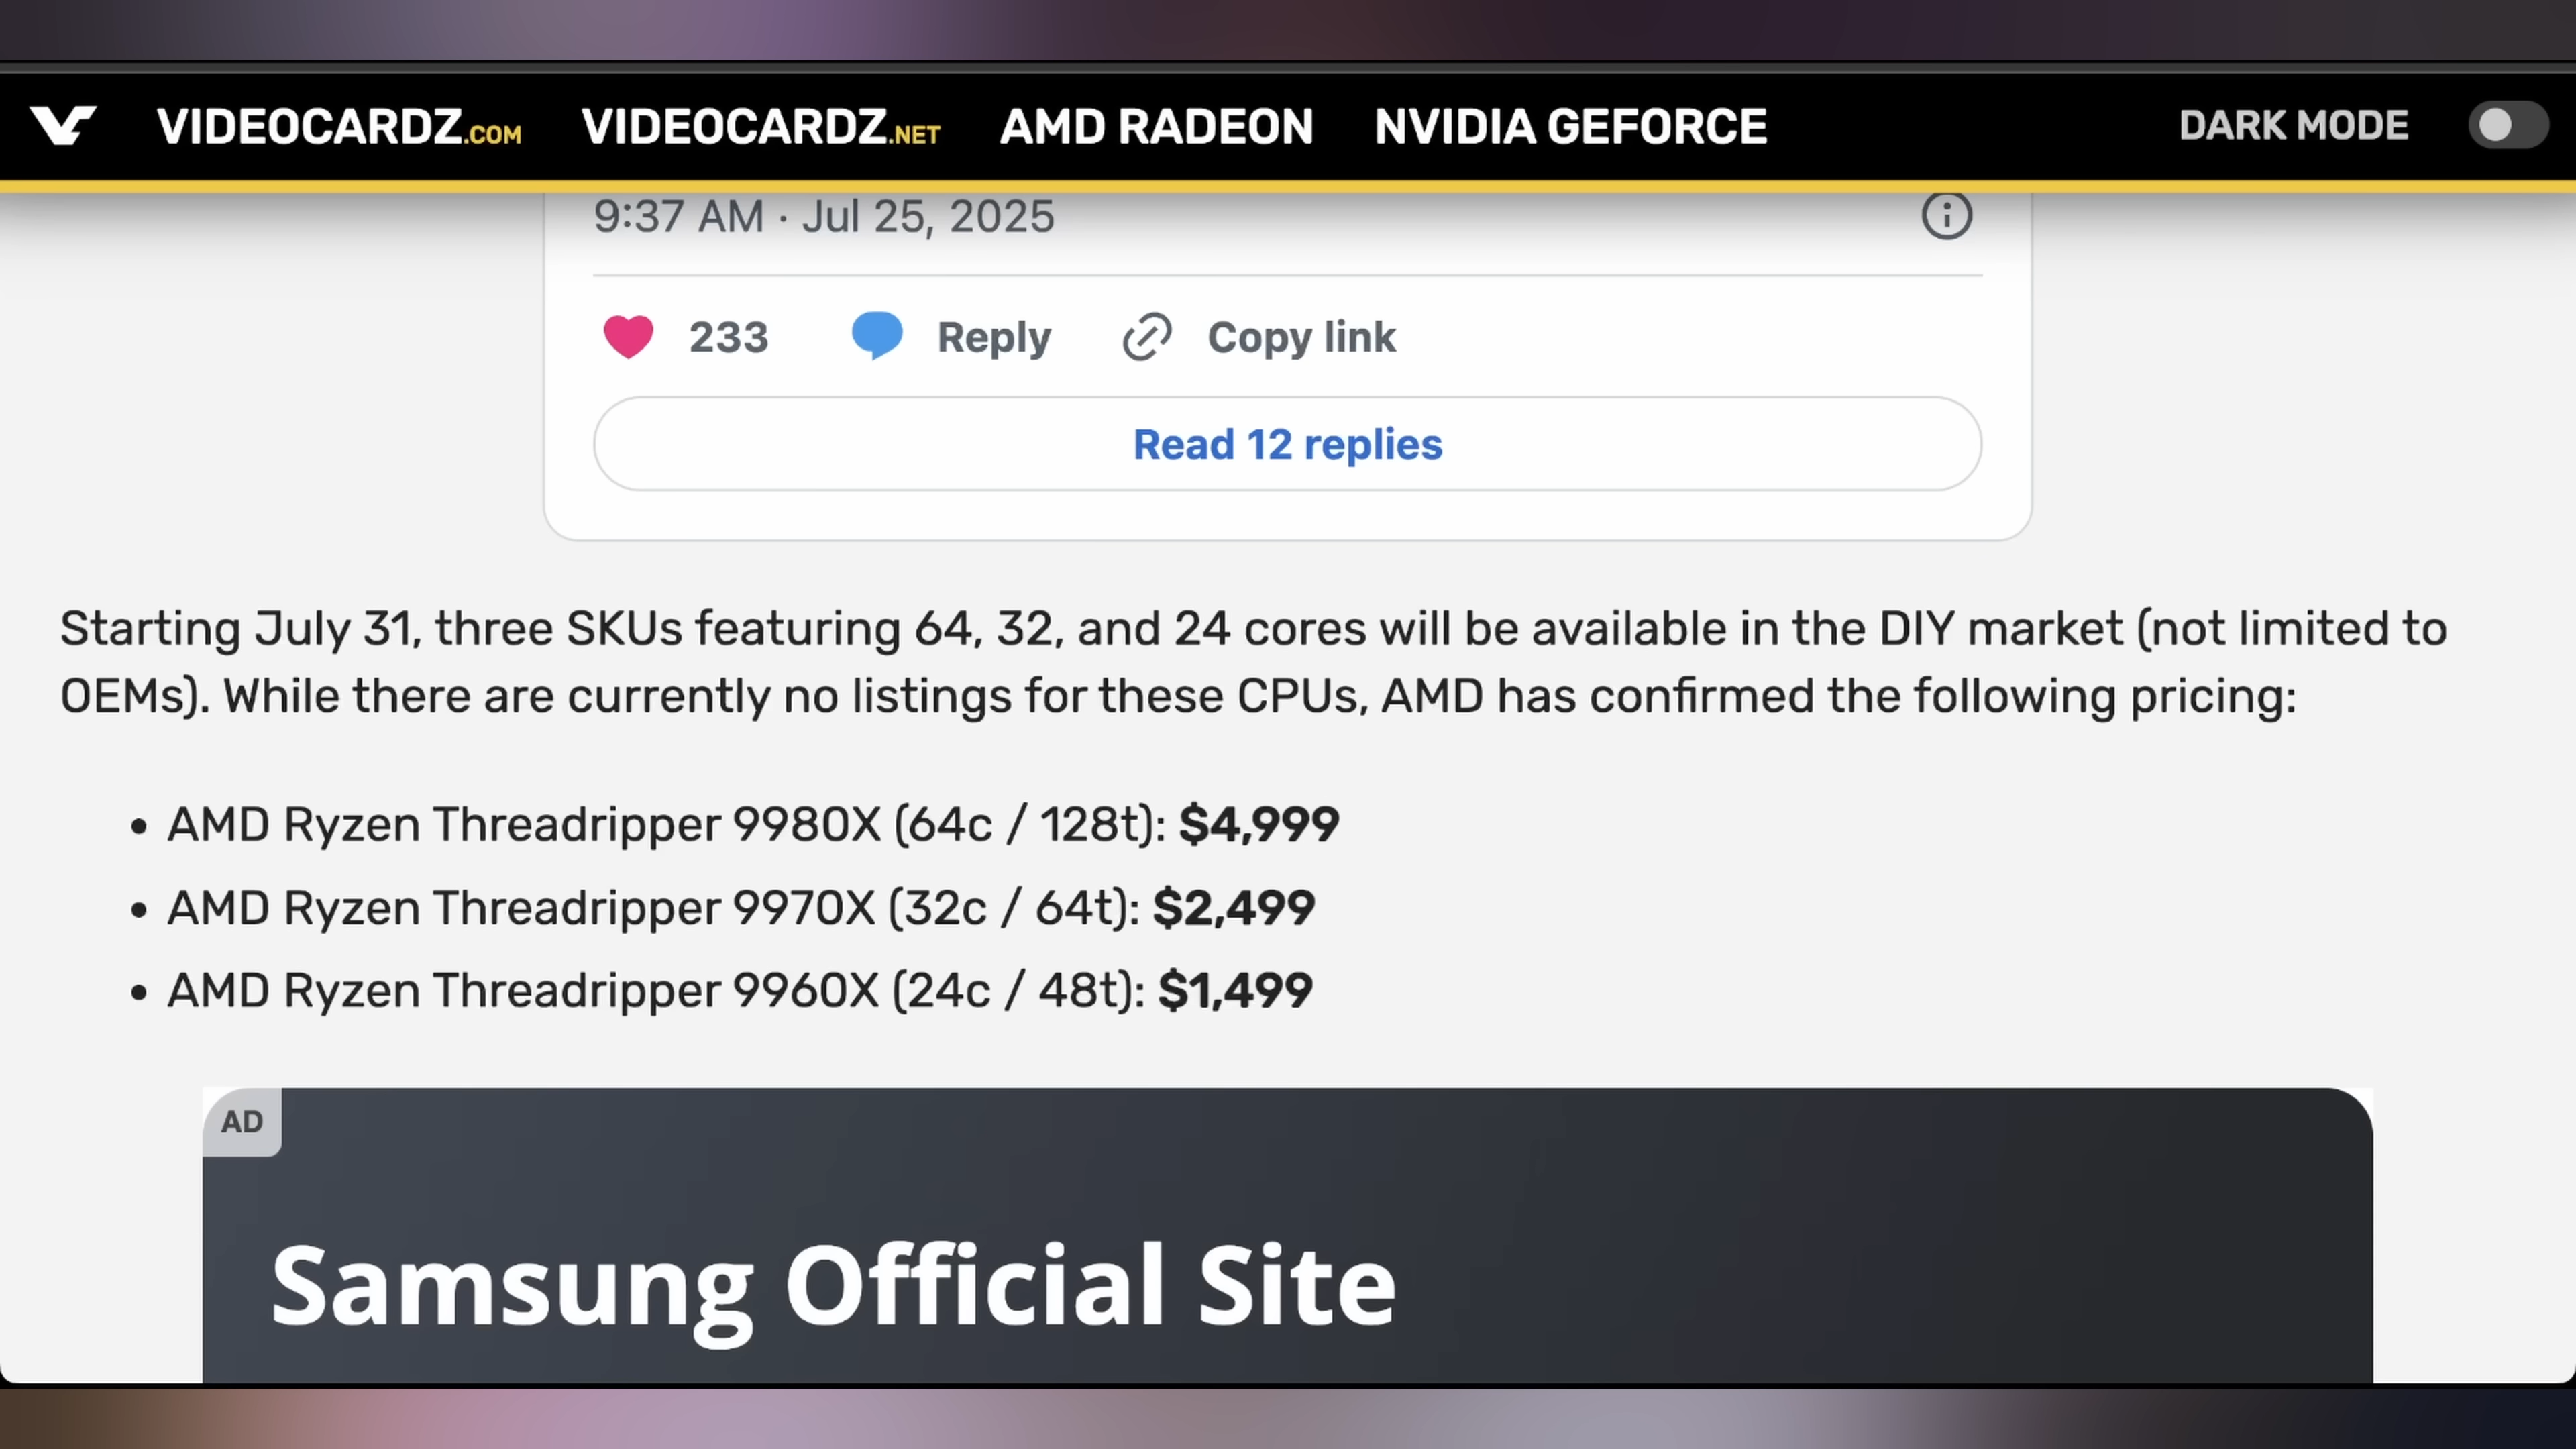 VIDEOCARDZ.COM VIDEOCARDZ.NET AMD RADEON NVIDIA GEFORCE DARK MODE
9:37 AM · Jul 25, 2025
233 Reply Copy link
Read 12 replies
Starting July 31, three SKUs featuring 64, 32, and 24 cores will be available in the DIY market (not limited to
OEMs). While there are currently no listings for these CPUs, AMD has confirmed the following pricing:
• AMD Ryzen Threadripper 9980X (64c / 128t): $4,999
• AMD Ryzen Threadripper 9970X (32c / 64t): $2,499
• AMD Ryzen Threadripper 9960X (24c / 48t): $1,499
AD
Samsung Official Site